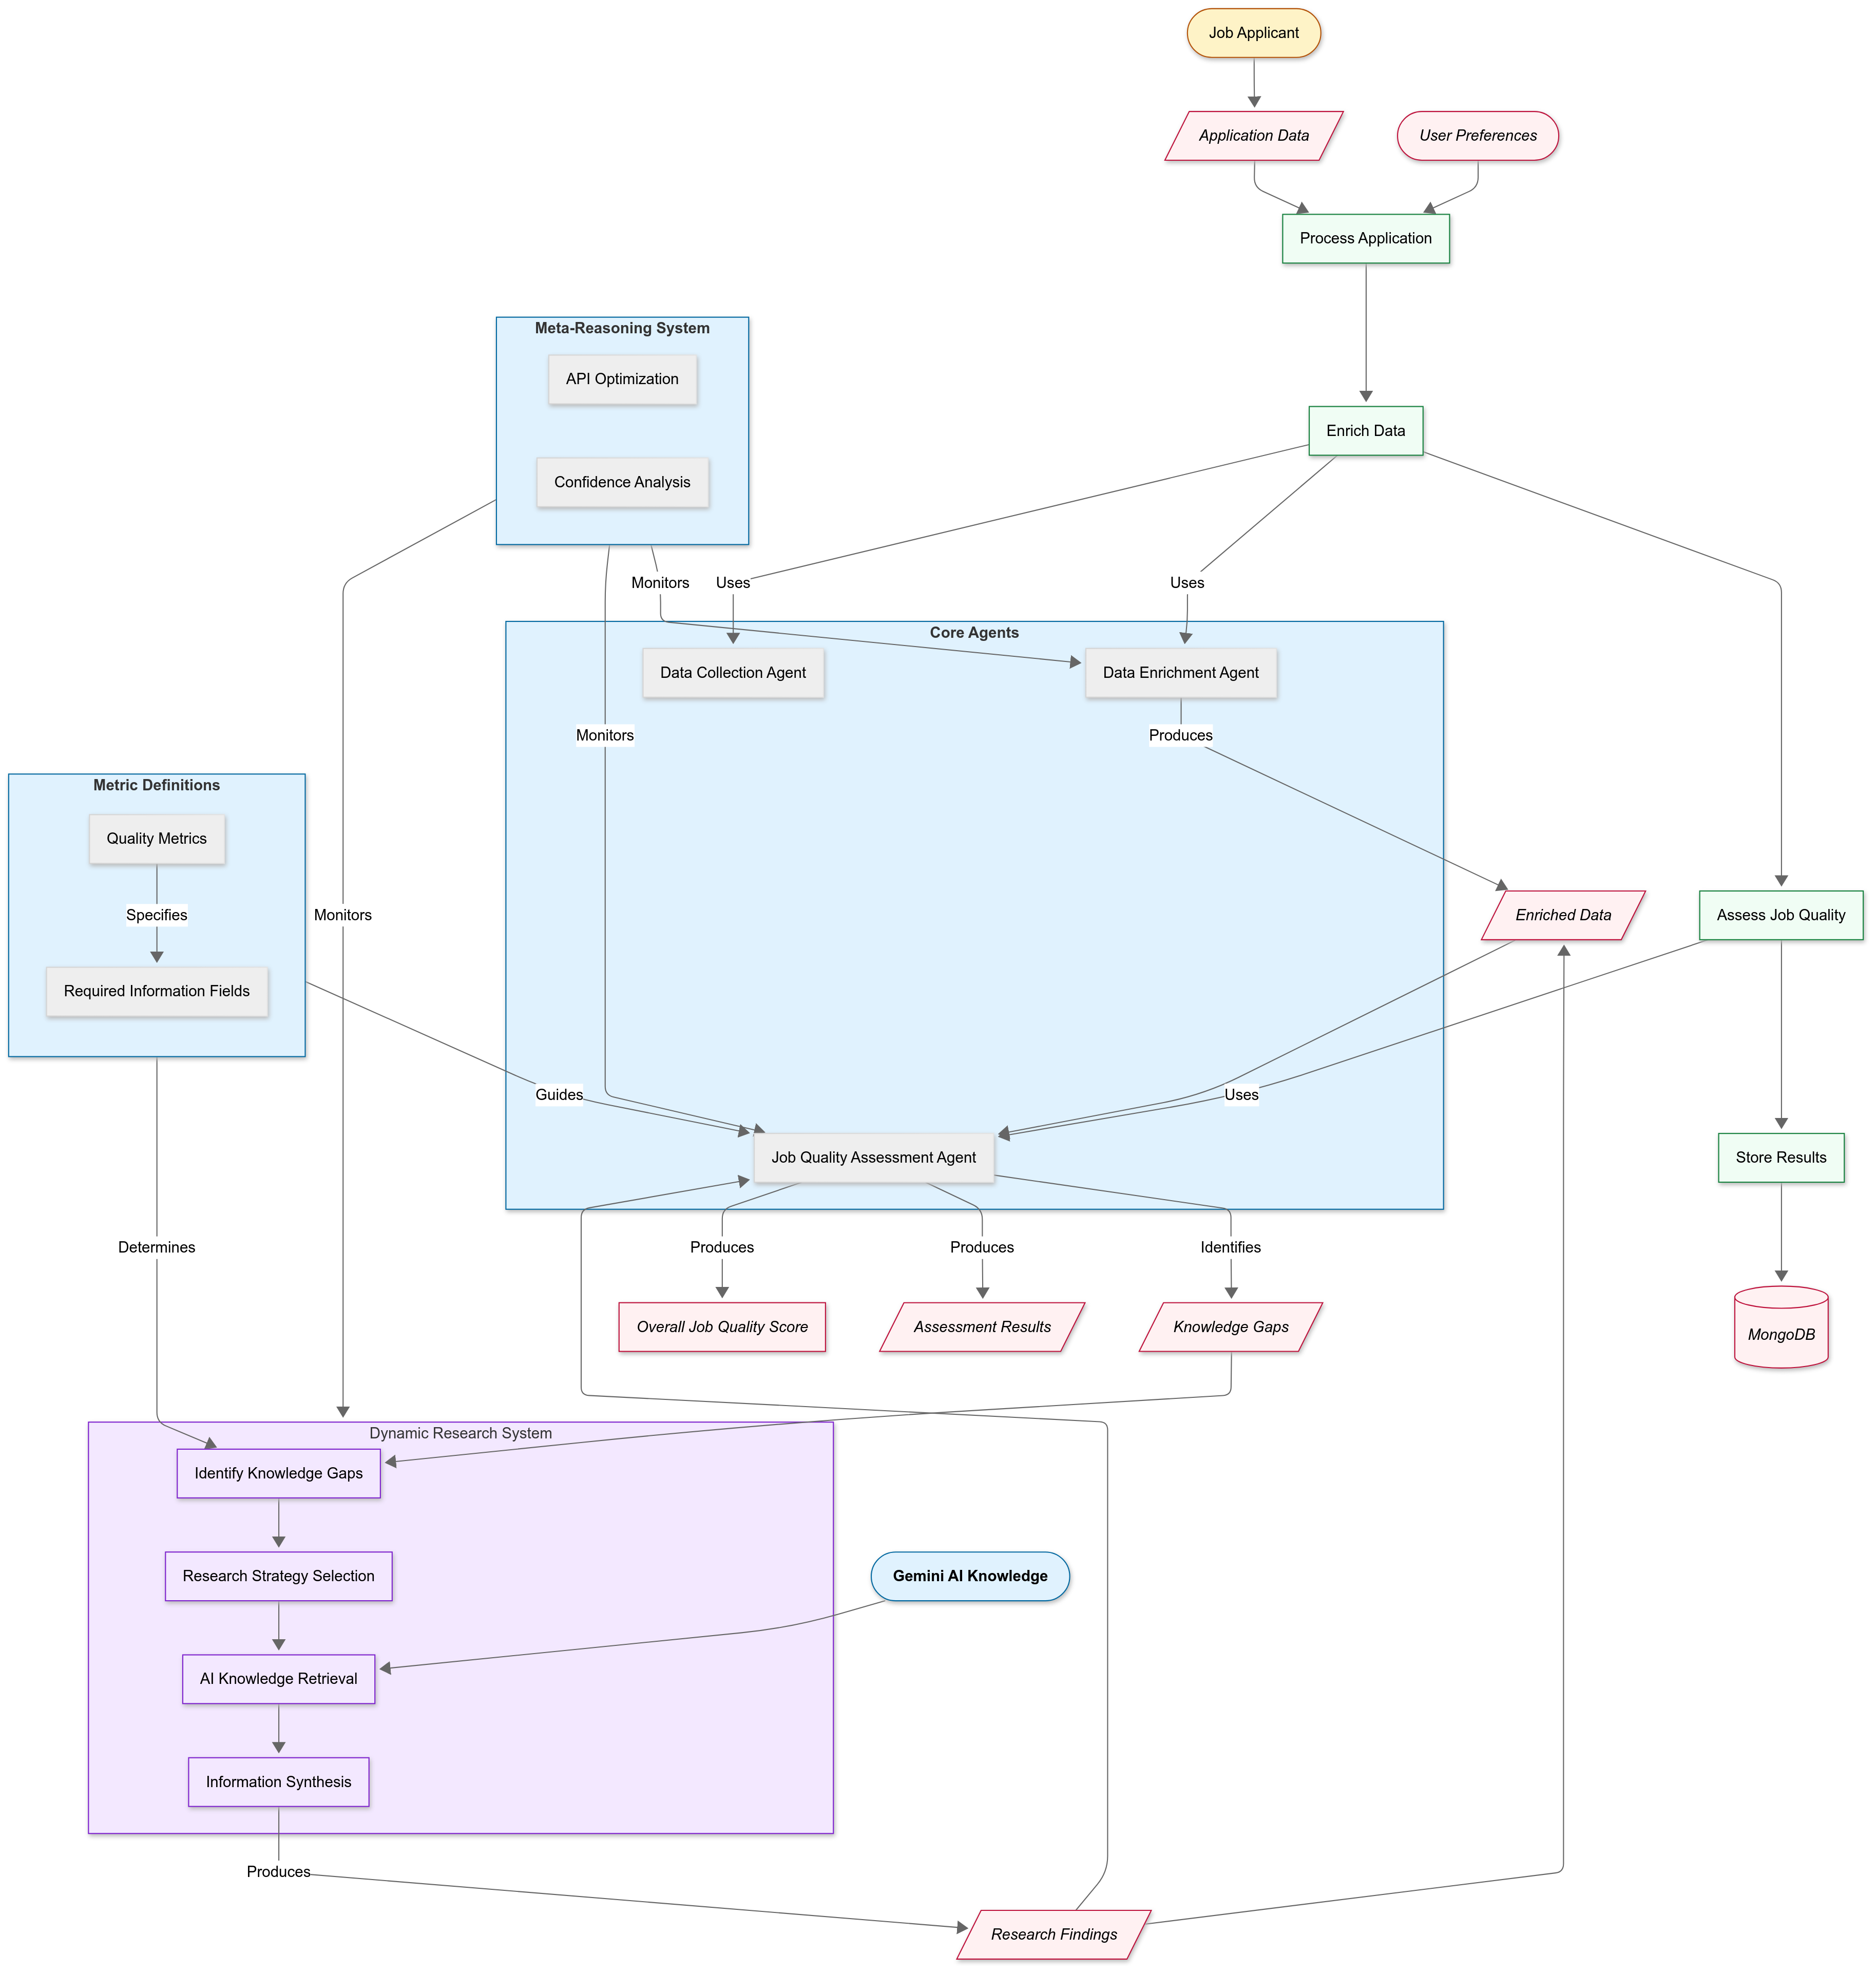 Job Applicant
Application Data
User Preferences
Process Application
Meta-Reasoning System
API Optimization
Enrich Data
Confidence Analysis
Monitors
Uses
Uses
Core Agents
Data Collection Agent
Data Enrichment Agent
Monitors
Produces
Metric Definitions
Quality Metrics
Specifies
Monitors
Enriched Data
Assess Job Quality
Required Information Fields
Guides
Uses
Job Quality Assessment Agent
Store Results
Determines
Produces
Produces
Identifies
Overall Job Quality Score
Assessment Results
Knowledge Gaps
MongoDB
Dynamic Research System
Identify Knowledge Gaps
Research Strategy Selection
Gemini AI Knowledge
AI Knowledge Retrieval
Information Synthesis
Produces
Research Findings